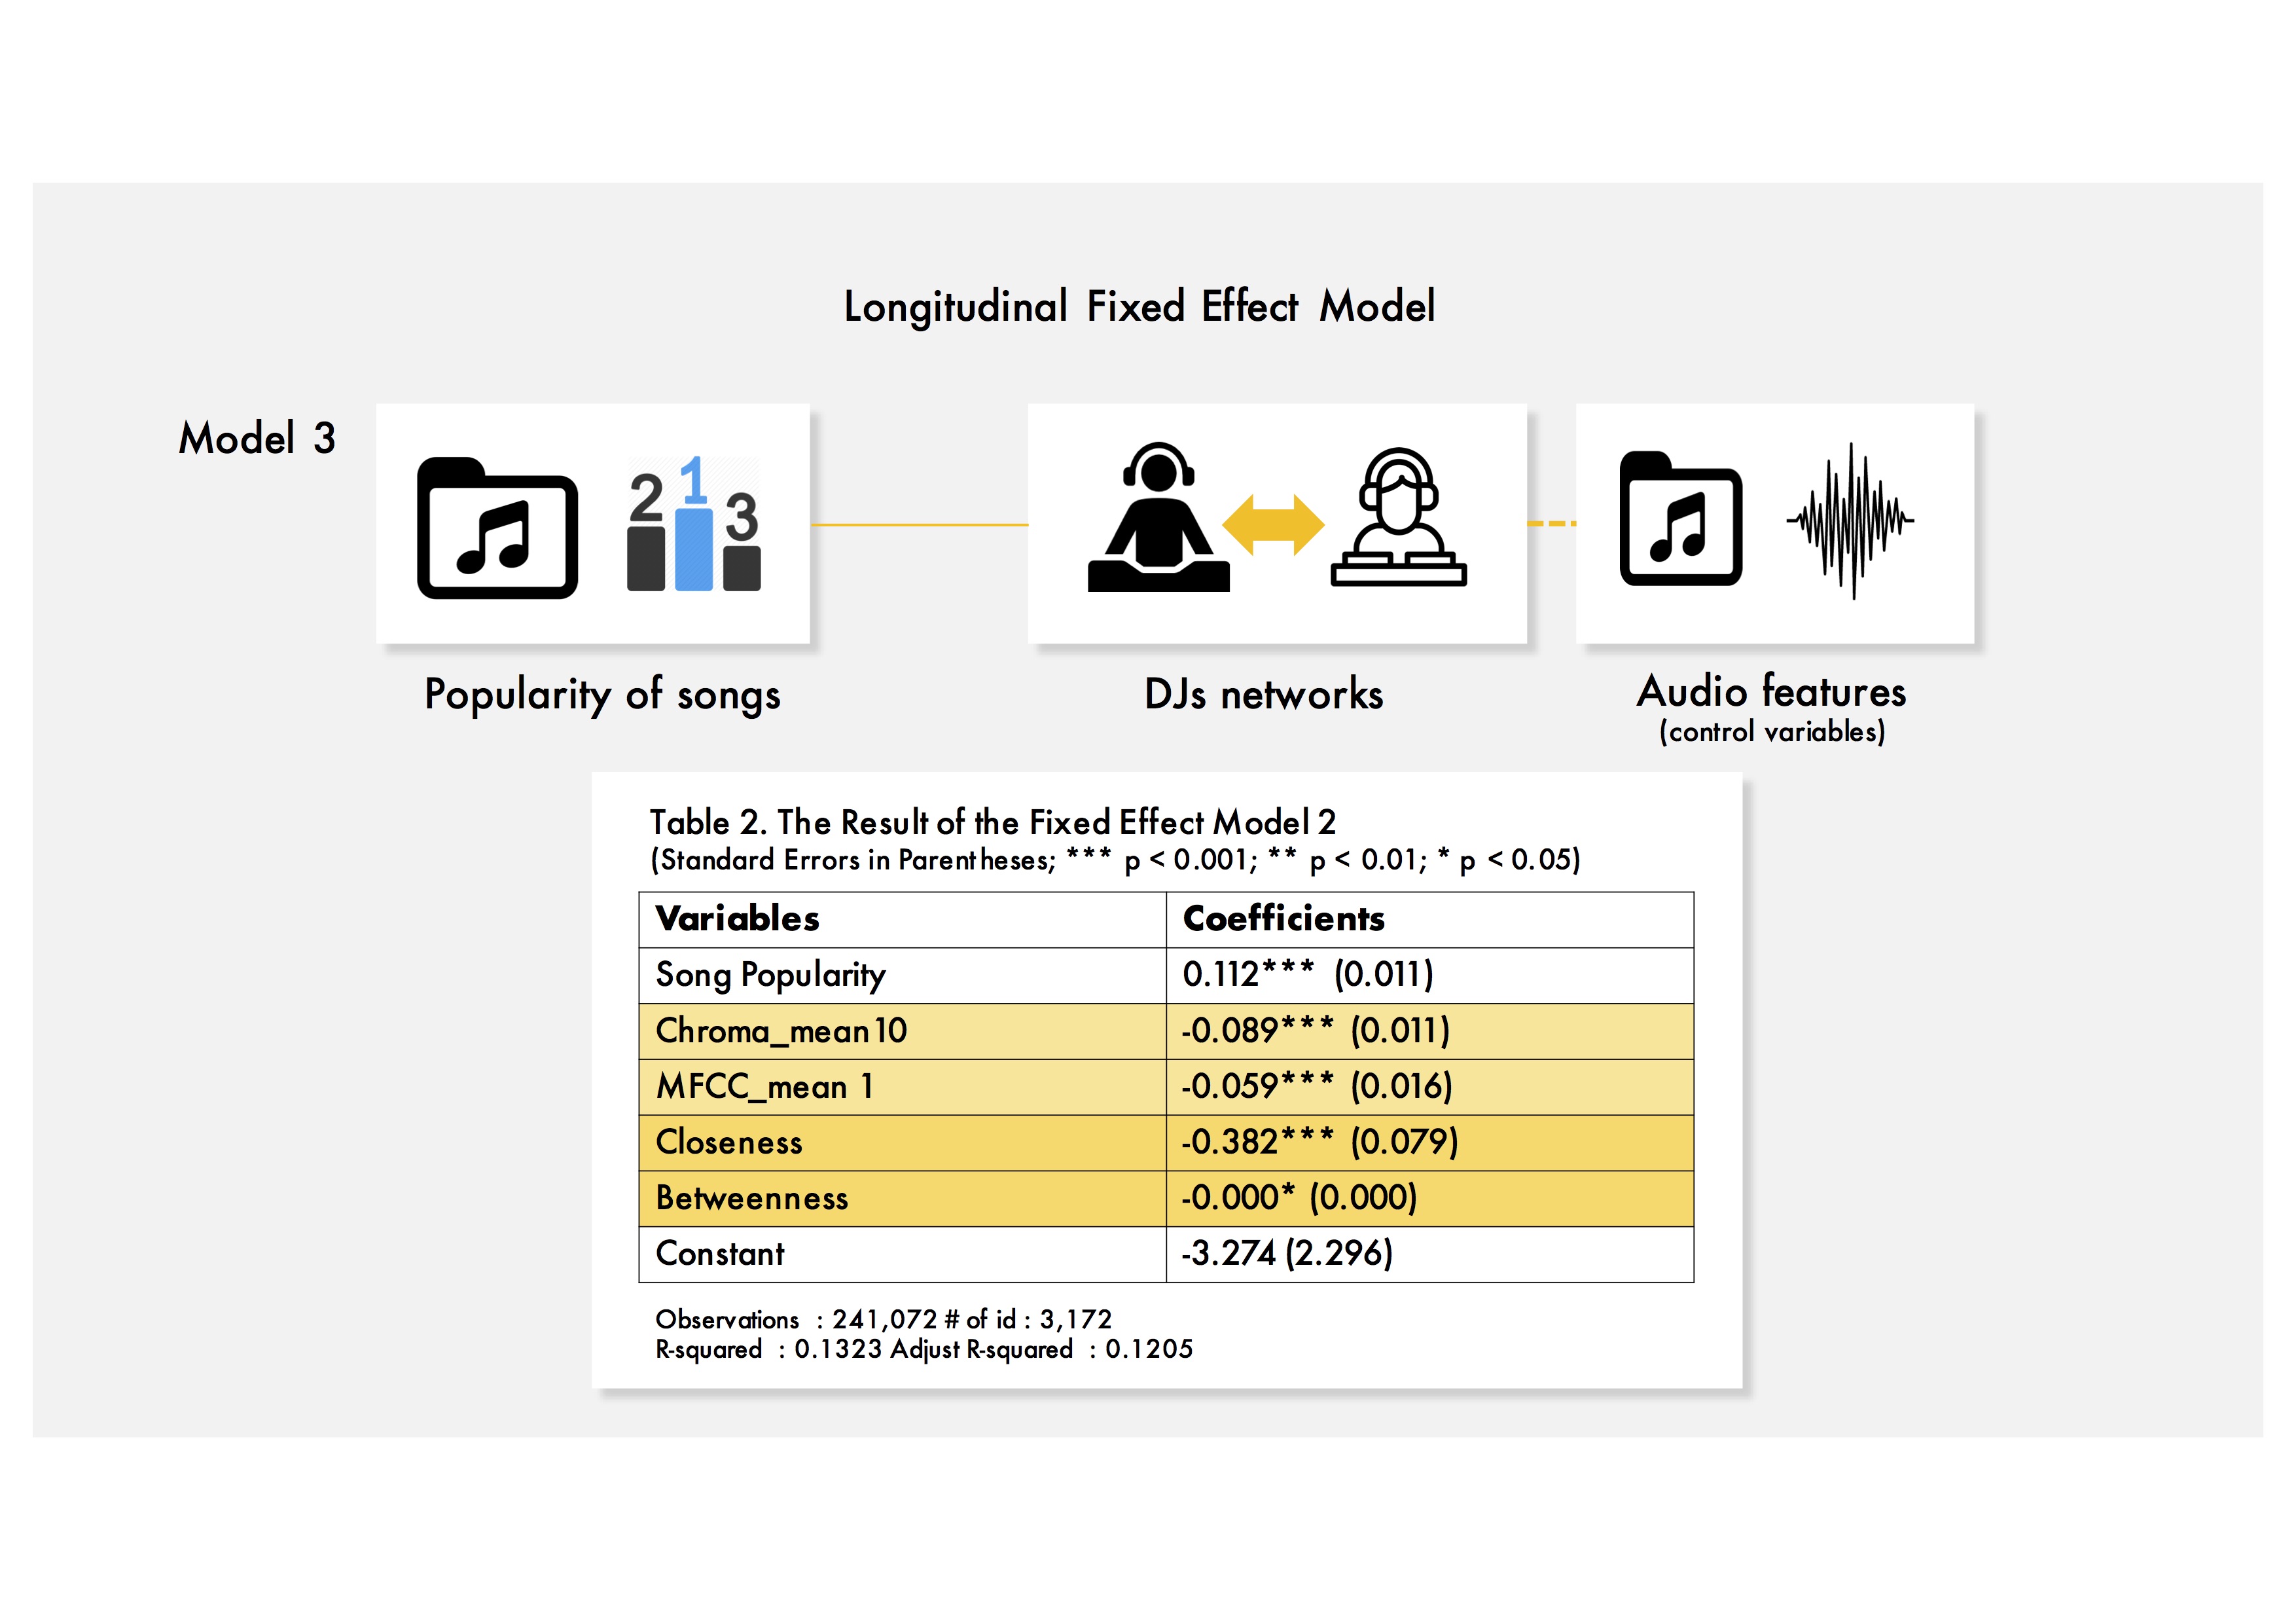 Longitudinal Fixed Effect Model
Model 3
2 1 3
Popularity of songs
DJs networks
Audio features
(control variables)
Table 2. The Result of the Fixed Effect Model 2
(Standard Errors in Parentheses; *** p < 0.001; ** p < 0.01; * p < 0.05)
Variables Coefficients
Song Popularity 0.112*** (0.011)
Chroma_mean10 -0.089*** (0.011)
MFCC_mean 1 -0.059*** (0.016)
Closeness -0.382*** (0.079)
Betweenness -0.000* (0.000)
Constant -3.274 (2.296)
Observations : 241,072 # of id : 3,172
R-squared : 0.1323 Adjust R-squared : 0.1205